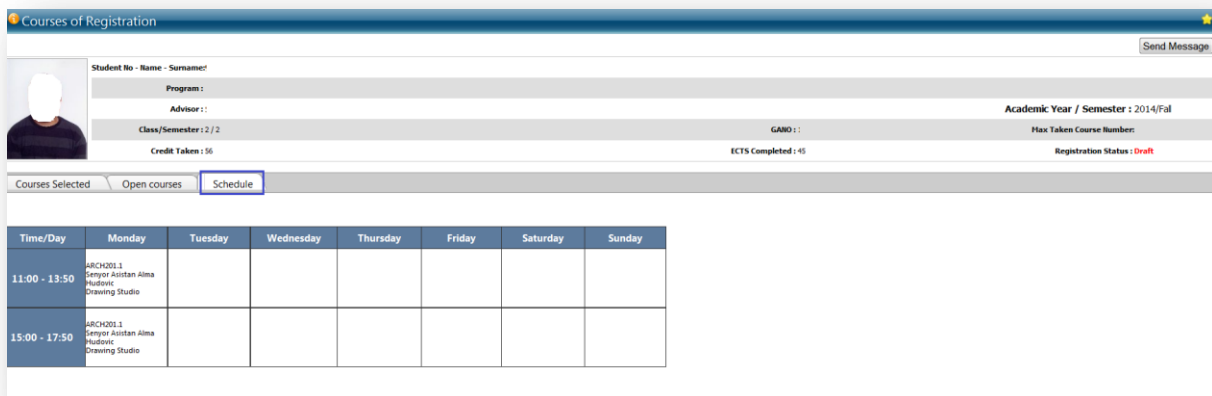 Courses of Registration
Send Message
Student No - Name - Surname:
Program :
Advisor : :
Academic Year / Semester : 2014/Fal
Class/Semester : 2 / 2
GANO : :
Max Taken Course Number:
Credit Taken : 56
ECTS Completed : 45
Registration Status : Draft
Courses Selected
Open courses
Schedule
Time/Day Monday Tuesday Wednesday Thursday Friday Saturday Sunday
11:00 - 13:50
ARCH201.1
Senyor Asistan Alma
Hudovic
Drawing Studio
15:00 - 17:50
ARCH201.1
Senyor Asistan Alma
Hudovic
Drawing Studio